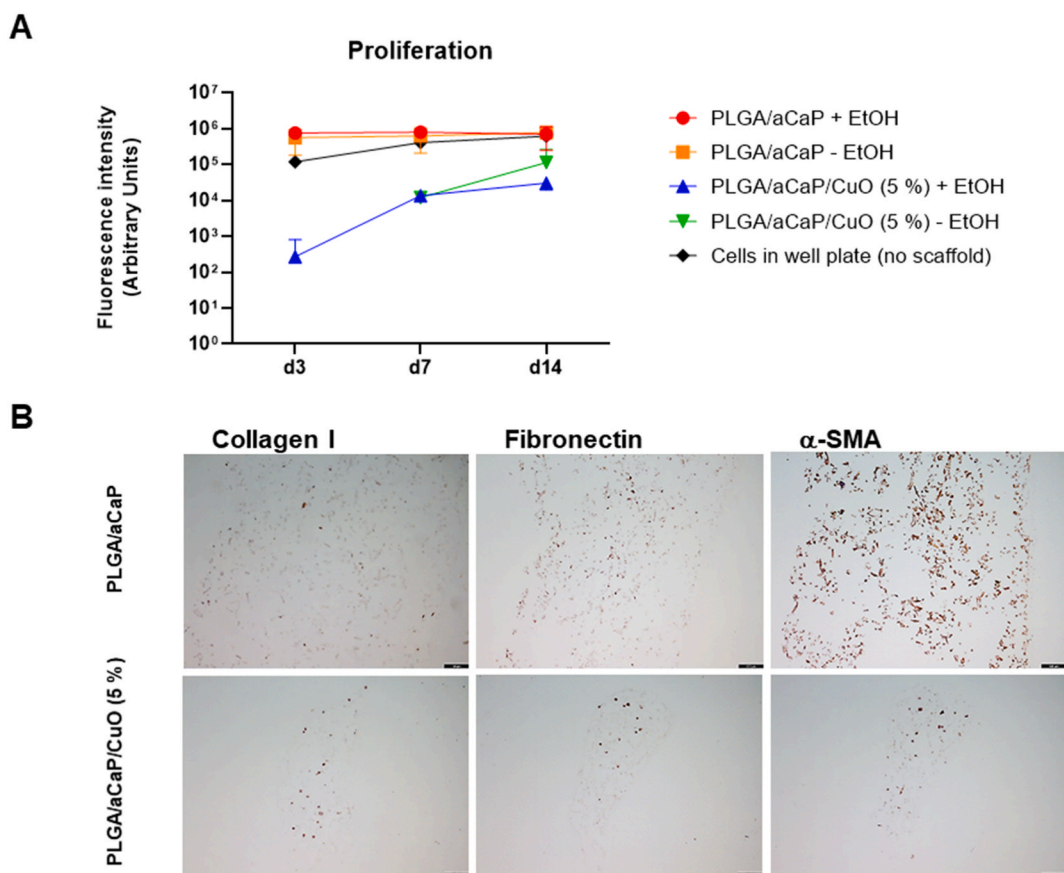 A
Proliferation
Fluorescence intensity
(Arbitrary Units)
10⁷
10⁶
10⁵
10⁴
10³
10²
10¹
10⁰
d3
d7
d14
PLGA/aCaP + EtOH
PLGA/aCaP - EtOH
PLGA/aCaP/CuO (5 %) + EtOH
PLGA/aCaP/CuO (5 %) - EtOH
Cells in well plate (no scaffold)
B
Collagen I
Fibronectin
α-SMA
PLGA/aCaP
PLGA/aCaP/CuO (5 %)